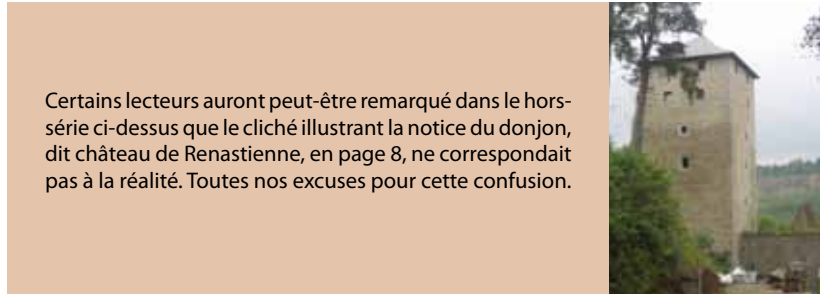 Certains lecteurs auront peut-être remarqué dans le hors-
série ci-dessus que le cliché illustrant la notice du donjon,
dit château de Renastienne, en page 8, ne correspondait
pas à la réalité. Toutes nos excuses pour cette confusion.